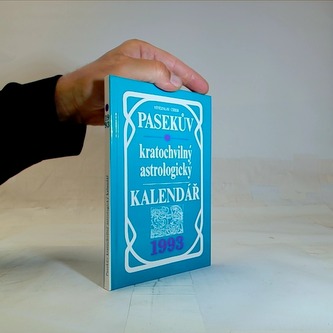 PASEKŮV
kratochvilný
astrologický
KALENDÁŘ
1993